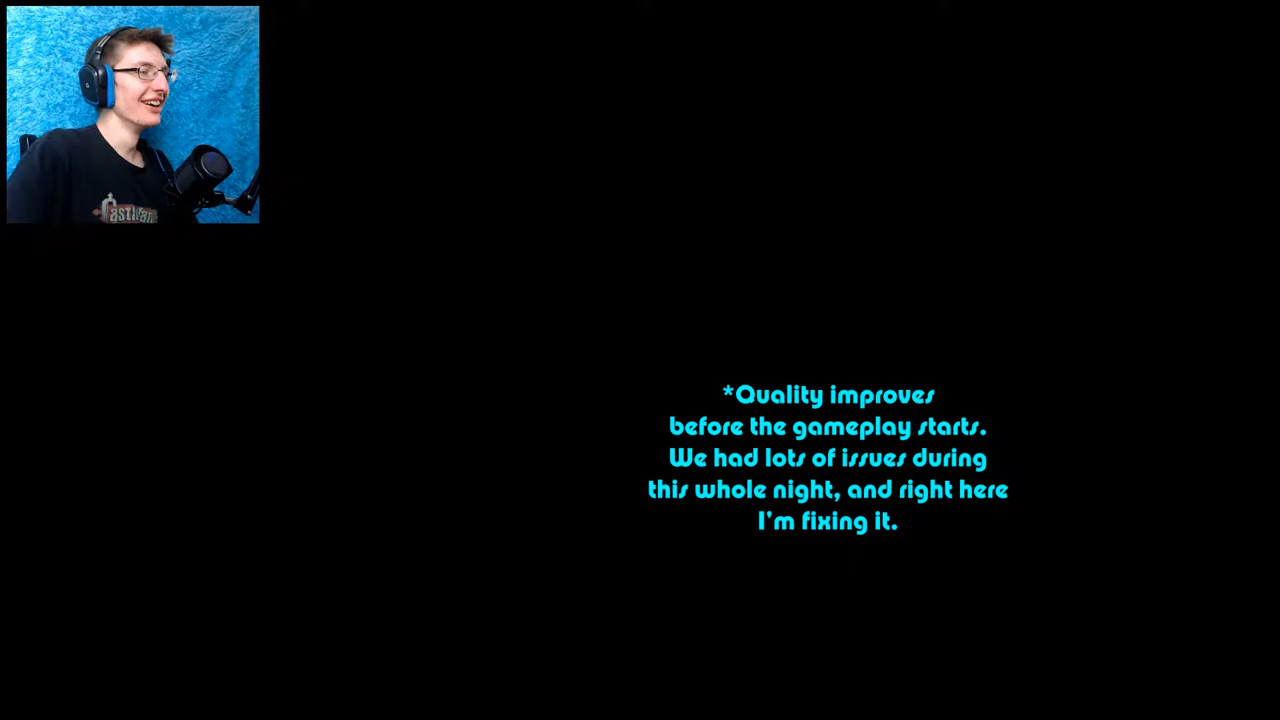 Castlevania
*Quality improves
before the gameplay starts.
We had lots of issues during
this whole night, and right here
I'm fixing it.